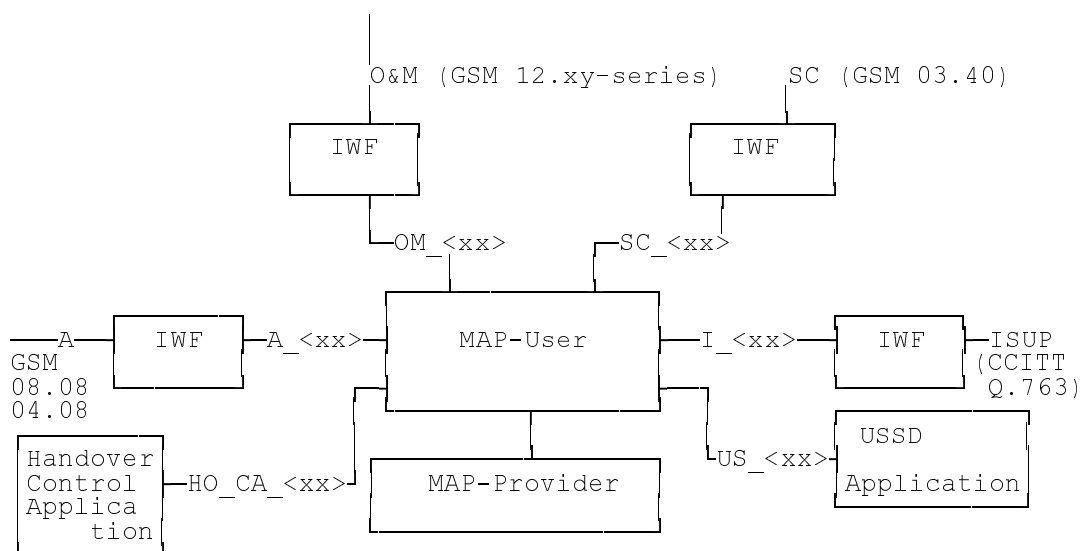 O&M (GSM 12.xy-series)
SC (GSM 03.40)
IWF
IWF
OM_<xx>
SC_<xx>
A
IWF
A_<xx>
MAP-User
I_<xx>
IWF
ISUP
(CCITT
Q.763)
GSM
08.08
04.08
Handover
Control
Applica
tion
HO_CA_<xx>
MAP-Provider
US_<xx>
USSD
Application